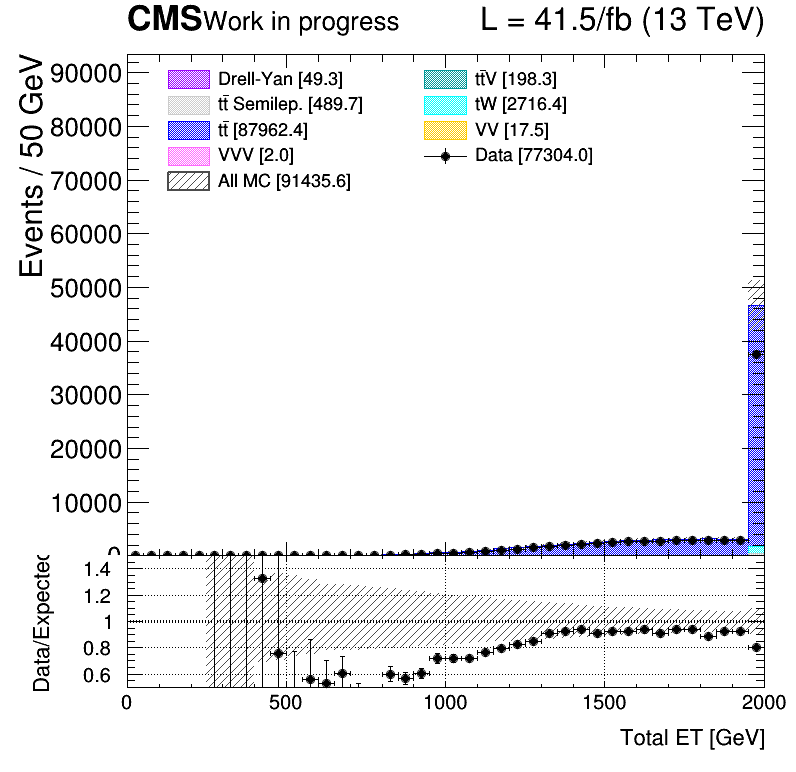 CMS Work in progress L = 41.5/fb (13 TeV)
Events / 50 GeV
90000
80000
70000
60000
50000
40000
30000
20000
10000
0
Drell-Yan [49.3]
tt̄ Semilep. [489.7]
tt̄ [87962.4]
VVV [2.0]
All MC [91435.6]
tt̄V [198.3]
tW [2716.4]
VV [17.5]
Data [77304.0]
Data/Expected
1.4
1.2
1
0.8
0.6
0 500 1000 1500 2000
Total ET [GeV]